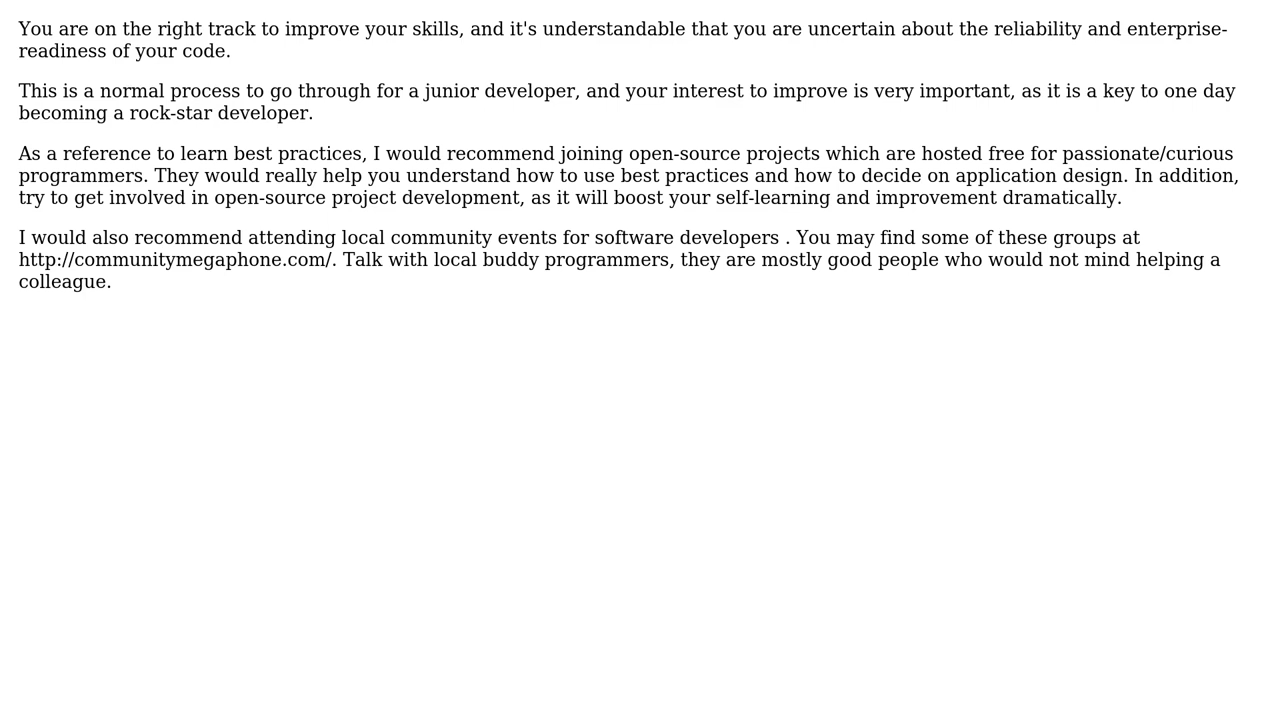 You are on the right track to improve your skills, and it's understandable that you are uncertain about the reliability and enterprise-
readiness of your code.
This is a normal process to go through for a junior developer, and your interest to improve is very important, as it is a key to one day
becoming a rock-star developer.
As a reference to learn best practices, I would recommend joining open-source projects which are hosted free for passionate/curious
programmers. They would really help you understand how to use best practices and how to decide on application design. In addition,
try to get involved in open-source project development, as it will boost your self-learning and improvement dramatically.
I would also recommend attending local community events for software developers . You may find some of these groups at
http://communitymegaphone.com/. Talk with local buddy programmers, they are mostly good people who would not mind helping a
colleague.